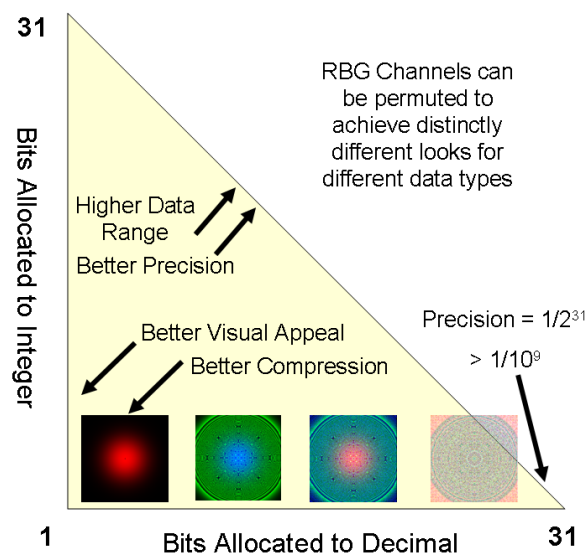 31
RBG Channels can
be permuted to
achieve distinctly
different looks for
different data types
Bits Allocated to Integer
Higher Data
Range
Better Precision
Precision = 1/2³¹
> 1/10⁹
Better Visual Appeal
Better Compression
1
Bits Allocated to Decimal
31